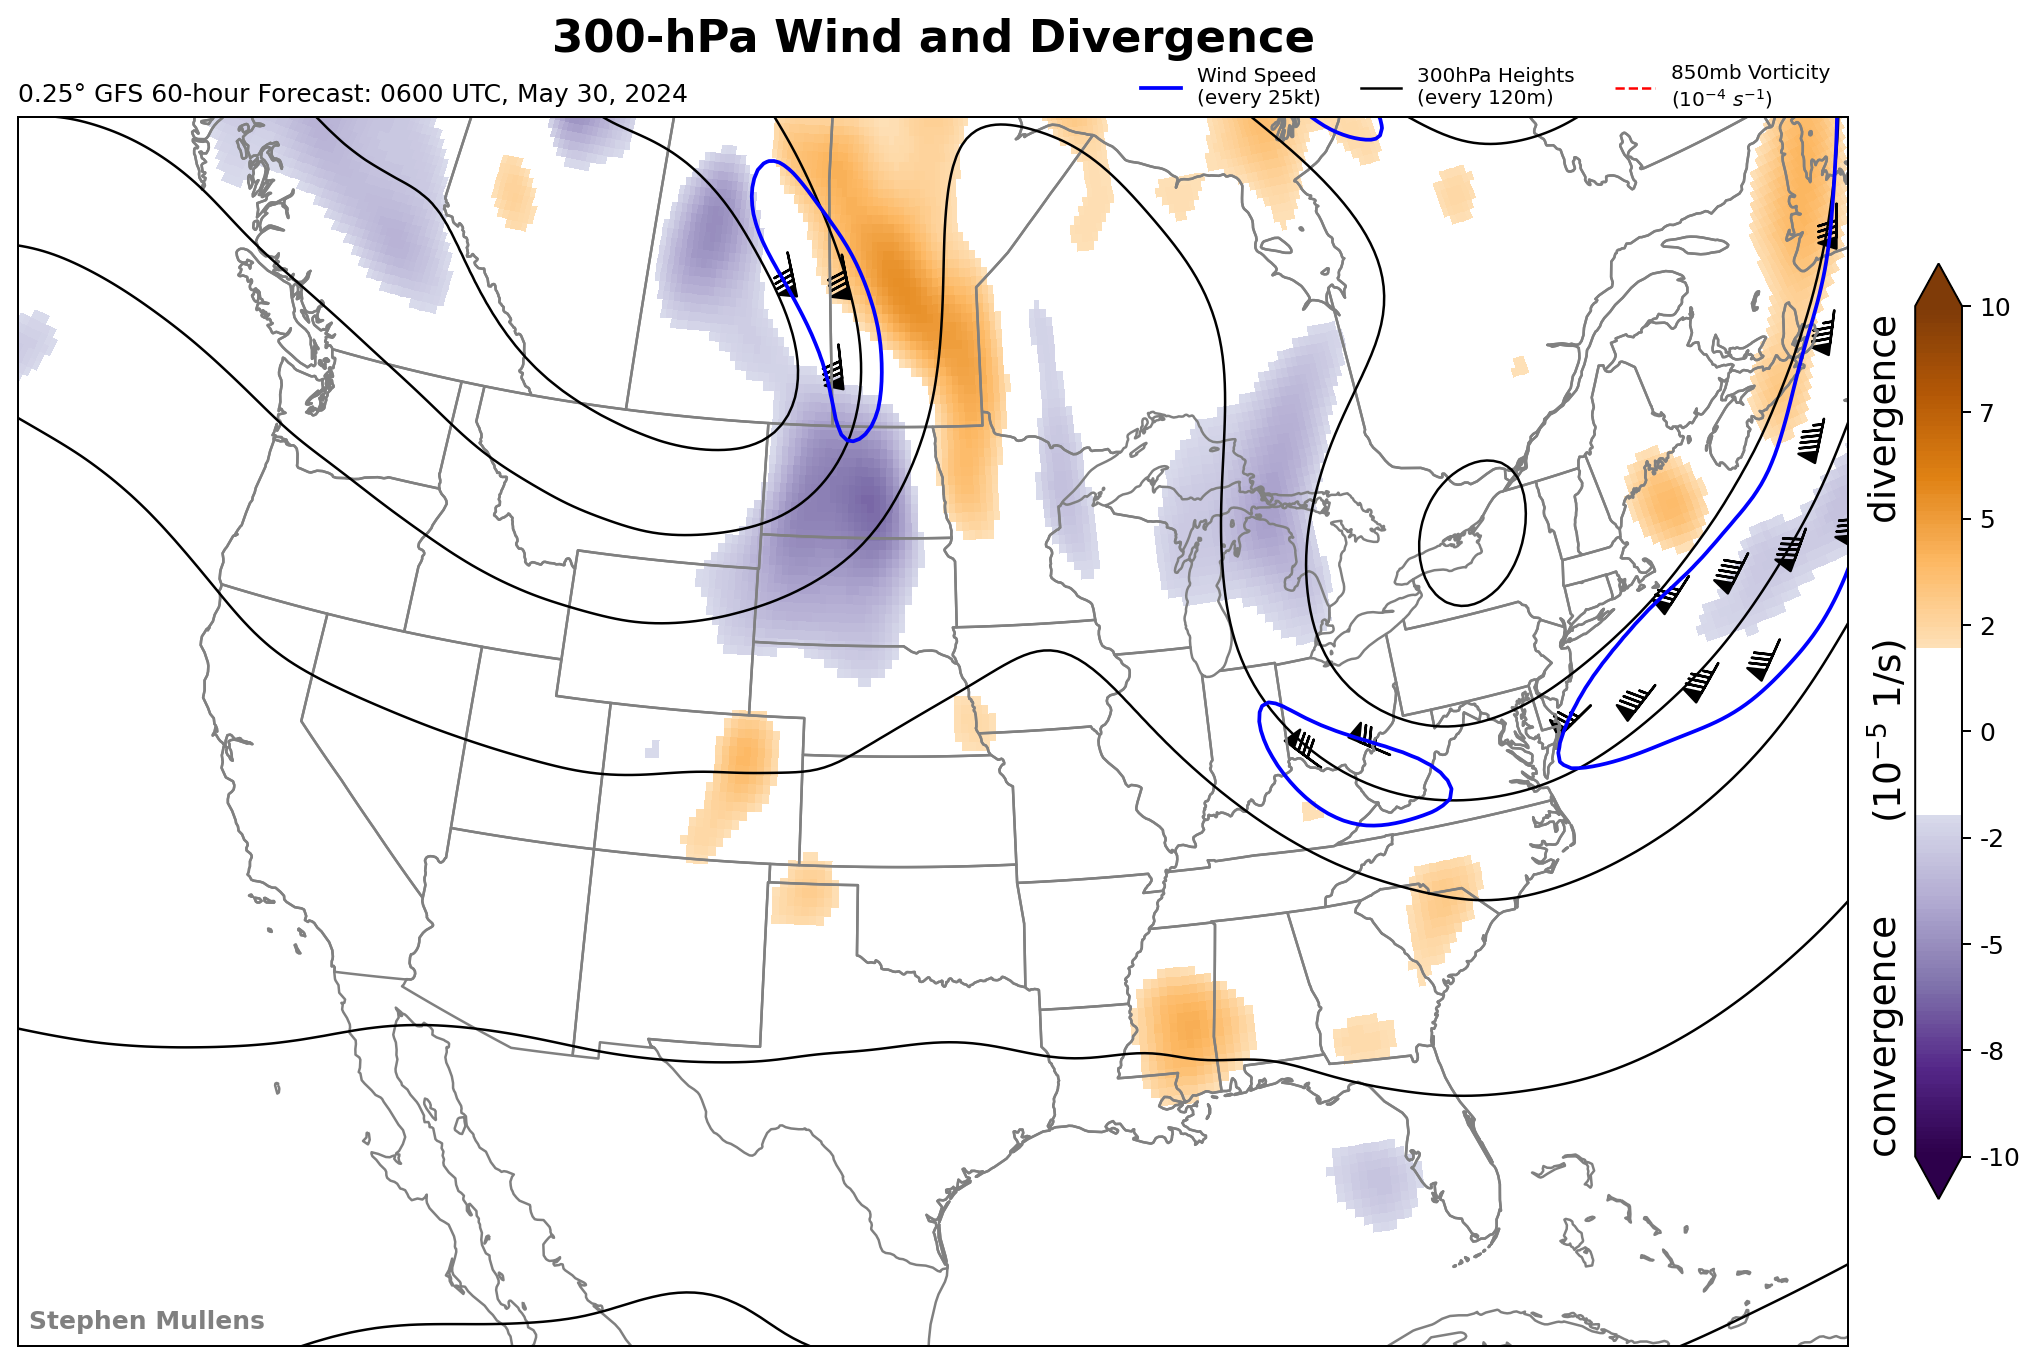 300-hPa Wind and Divergence
0.25° GFS 60-hour Forecast: 0600 UTC, May 30, 2024
Wind Speed
(every 25kt)
300hPa Heights
(every 120m)
850mb Vorticity
(10⁻⁴ s⁻¹)
10
7
5
2
0
-2
-5
-8
-10
convergence (10⁻⁵ 1/s) divergence
Stephen Mullens